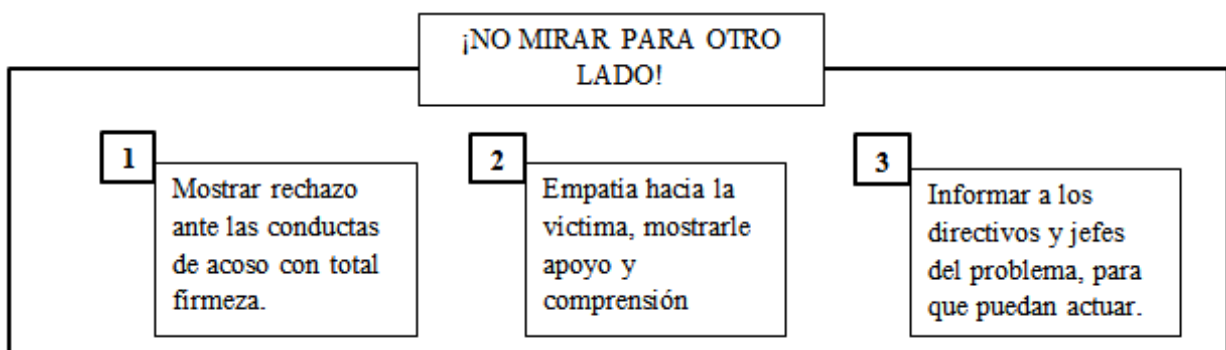 ¡NO MIRAR PARA OTRO
LADO!
1
Mostrar rechazo
ante las conductas
de acoso con total
firmeza.
2
Empatia hacia la
víctima, mostrarle
apoyo y
comprensión
3
Informar a los
directivos y jefes
del problema, para
que puedan actuar.